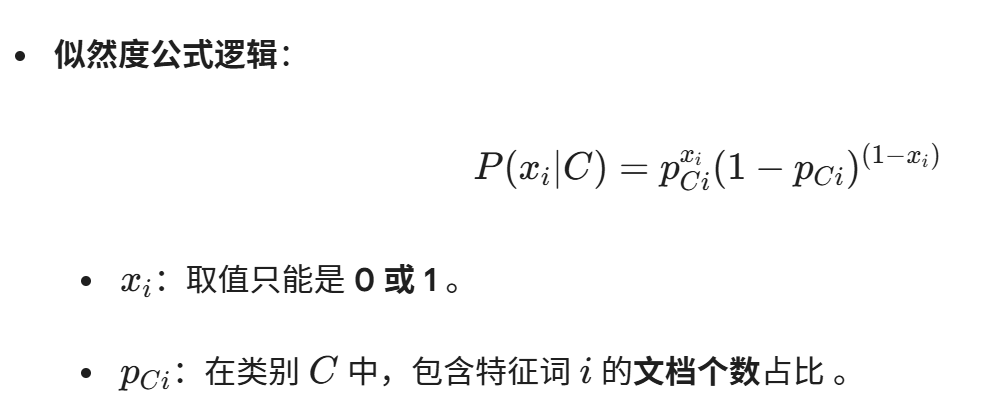 • 似然度公式逻辑：
P(x_i|C) = p_{Ci}^{x_i}(1 − p_{Ci})^{(1−x_i)}
• x_i：取值只能是 0 或 1 。
• p_{Ci}：在类别 C 中，包含特征词 i 的文档个数占比 。